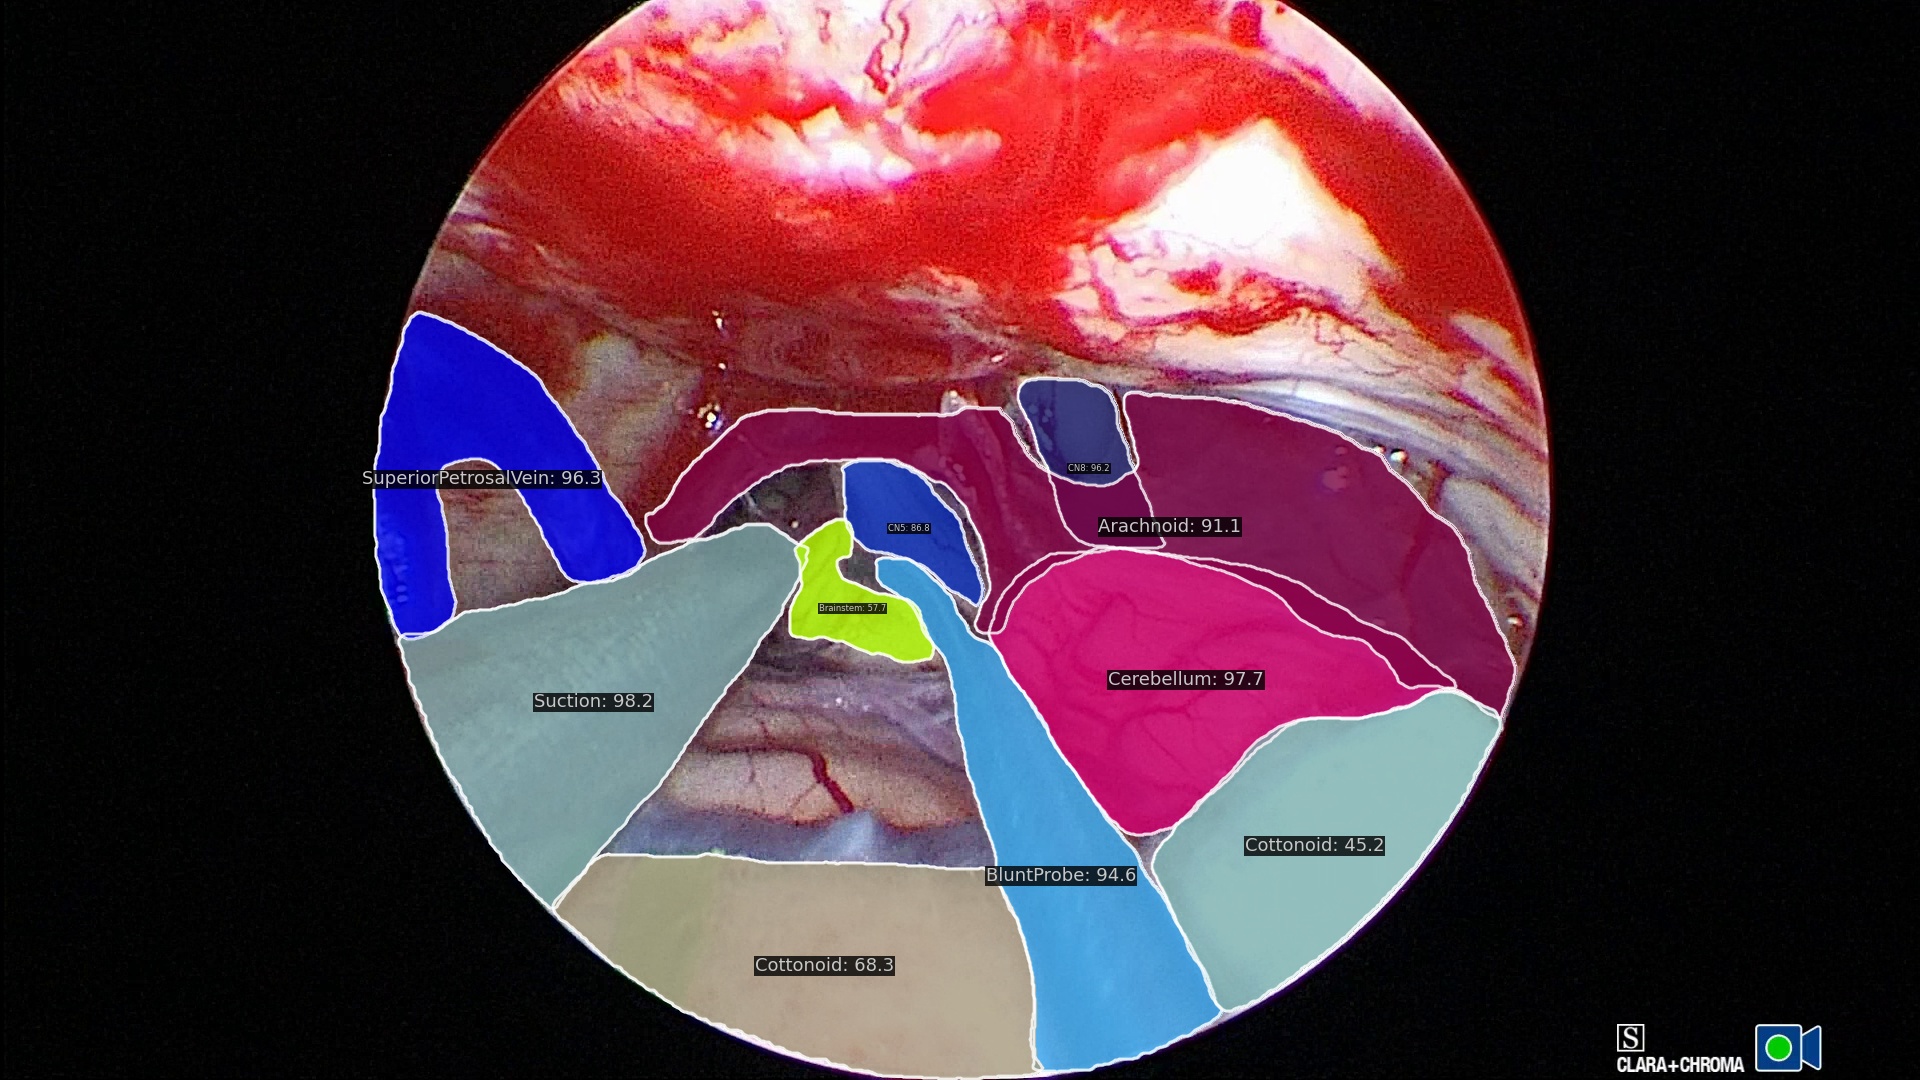 CN8: 96.2
SuperiorPetrosalVein: 96.3
Arachnoid: 91.1
CN5: 86.8
Brainstem: 57.7
Cerebellum: 97.7
Suction: 98.2
Cottonoid: 45.2
BluntProbe: 94.6
Cottonoid: 68.3
S
CLARA+CHROMA